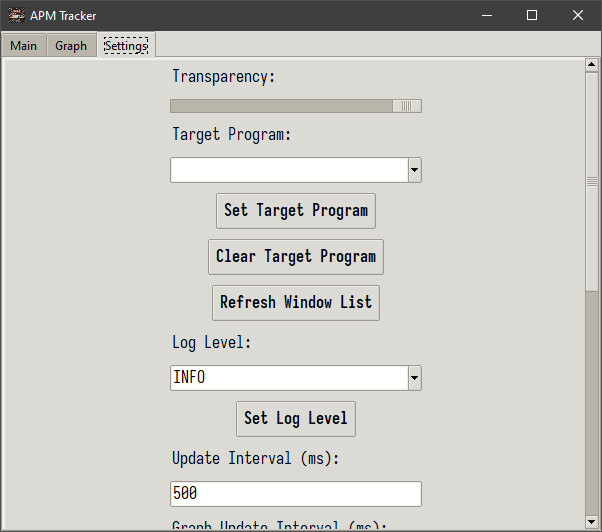 APM Tracker
Main Graph Settings
Transparency:
Target Program:
Set Target Program
Clear Target Program
Refresh Window List
Log Level:
INFO
Set Log Level
Update Interval (ms):
500
Graph Update Interval (ms):